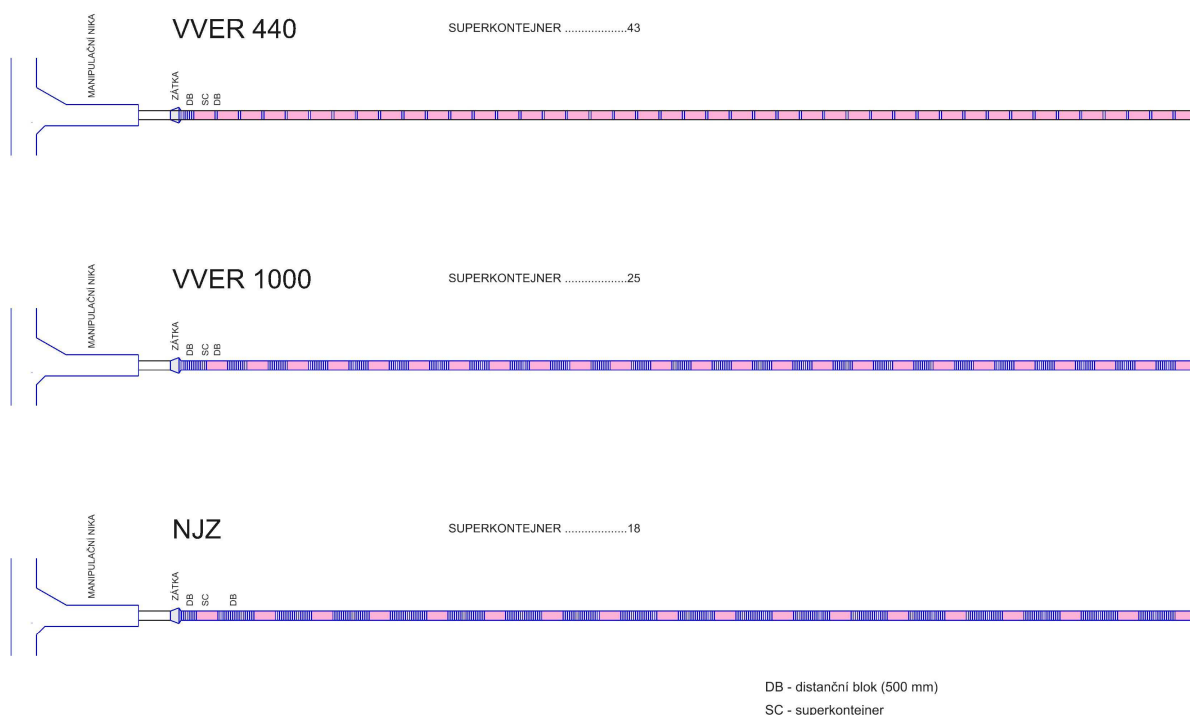 VVER 440
SUPERKONTEJNER ...................43
MANIPULAČNÍ NIKA
ZÁTKA
DB
SC
DB
VVER 1000
SUPERKONTEJNER ...................25
MANIPULAČNÍ NIKA
ZÁTKA
DB
SC
DB
NJZ
SUPERKONTEJNER ...................18
MANIPULAČNÍ NIKA
ZÁTKA
DB
SC
DB
DB - distanční blok (500 mm)
SC - superkontejner